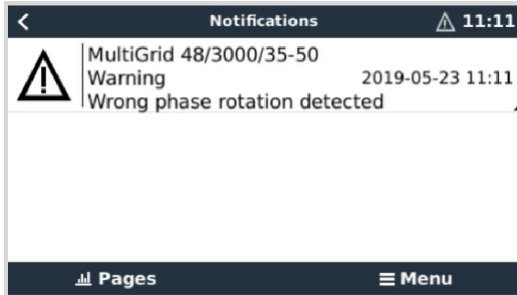 Notifications
11:11
MultiGrid 48/3000/35-50
Warning
2019-05-23 11:11
Wrong phase rotation detected
Pages
Menu